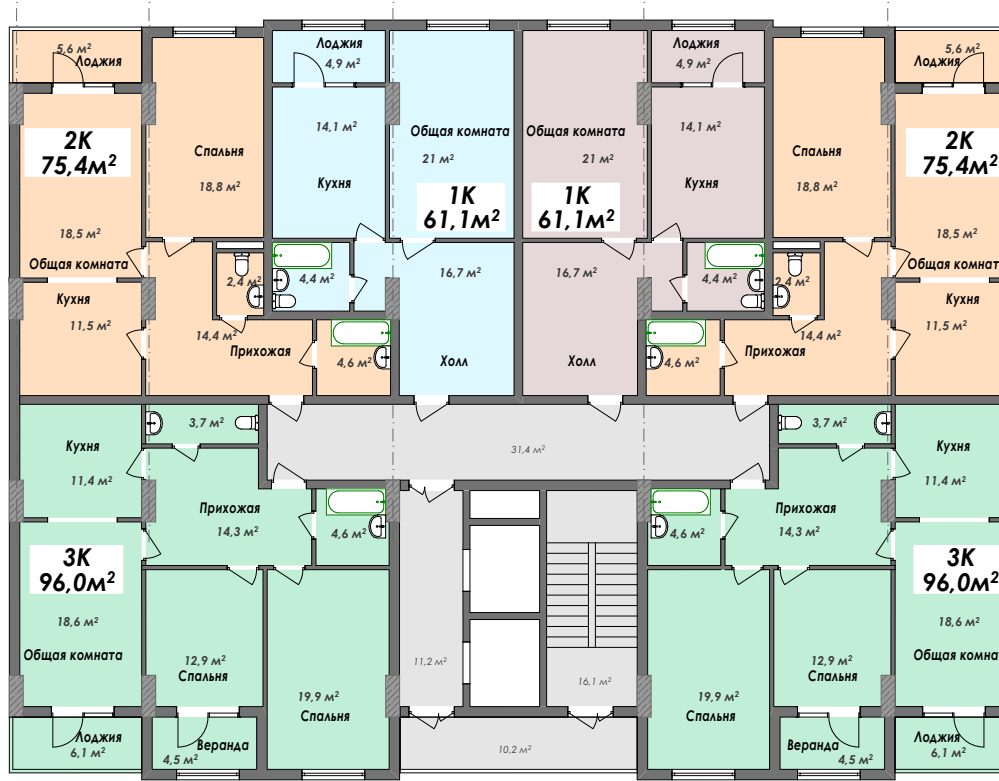 5,6 м²
Лоджия
Лоджия
4,9 м²
Лоджия
4,9 м²
5,6 м²
Лоджия
2К
75,4м²
Спальня
18,8 м²
14,1 м²
Кухня
Общая комната
21 м²
1К
61,1м²
Общая комната
21 м²
1К
61,1м²
14,1 м²
Кухня
Спальня
18,8 м²
2К
75,4м²
18,5 м²
Общая комната
18,5 м²
Общая комнат
2,4 м²
4,4 м²
16,7 м²
16,7 м²
4,4 м²
2,4 м²
Кухня
11,5 м²
14,4 м²
Прихожая
4,6 м²
Холл
Холл
4,6 м²
14,4 м²
Прихожая
Кухня
11,5 м²
3,7 м²
3,7 м²
Кухня
11,4 м²
31,4 м²
Кухня
11,4 м²
Прихожая
14,3 м²
4,6 м²
4,6 м²
Прихожая
14,3 м²
3К
96,0м²
3К
96,0м²
18,6 м²
Общая комната
12,9 м²
Спальня
19,9 м²
Спальня
11,2 м²
16,1 м²
19,9 м²
Спальня
12,9 м²
Спальня
18,6 м²
Общая комна
Лоджия
6,1 м²
Веранда
4,5 м²
10,2 м²
Веранда
4,5 м²
Лоджия
6,1 м²